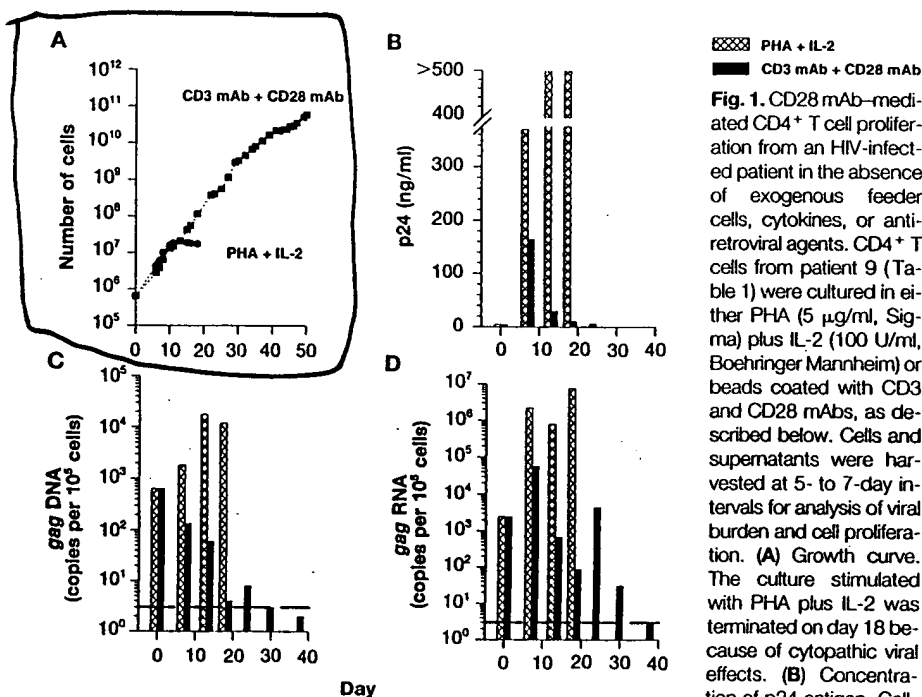 A
Number of cells
10¹²
10¹¹
10¹⁰
10⁹
10⁸
10⁷
10⁶
10⁵
CD3 mAb + CD28 mAb
PHA + IL-2
0 10 20 30 40 50
B
p24 (ng/ml)
>500
400
300
200
100
0
0 10 20 30 40
C
gag DNA
(copies per 10⁵ cells)
10⁵
10⁴
10³
10²
10¹
10⁰
0 10 20 30 40
D
gag RNA
(copies per 10⁵ cells)
10⁷
10⁶
10⁵
10⁴
10³
10²
10¹
10⁰
0 10 20 30 40
Day
PHA + IL-2
CD3 mAb + CD28 mAb
Fig. 1. CD28 mAb–medi-
ated CD4⁺ T cell prolifer-
ation from an HIV-infect-
ed patient in the absence
of exogenous feeder
cells, cytokines, or anti-
retroviral agents. CD4⁺ T
cells from patient 9 (Ta-
ble 1) were cultured in ei-
ther PHA (5 μg/ml, Sig-
ma) plus IL-2 (100 U/ml,
Boehringer Mannheim) or
beads coated with CD3
and CD28 mAbs, as de-
scribed below. Cells and
supernatants were har-
vested at 5- to 7-day in-
tervals for analysis of viral
burden and cell prolifera-
tion. (A) Growth curve.
The culture stimulated
with PHA plus IL-2 was
terminated on day 18 be-
cause of cytopathic viral
effects. (B) Concentra-
tion of p24 antigen. Cell-